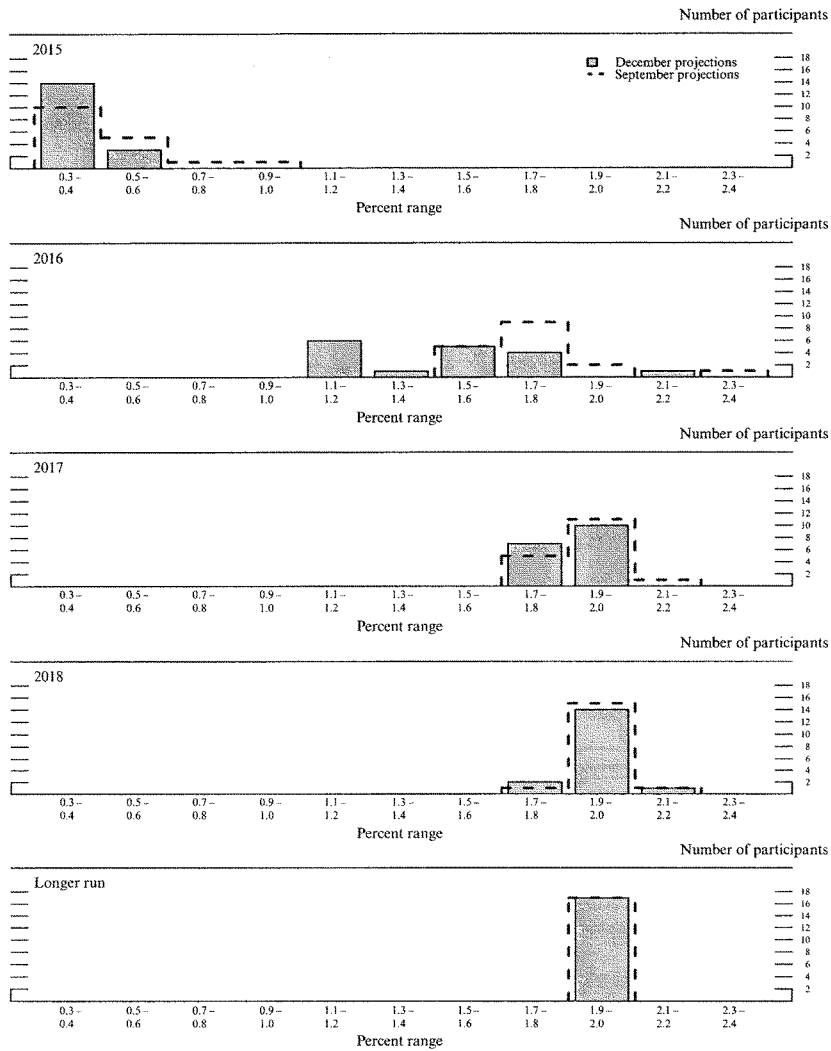 Number of participants
2015
December projections
September projections
18
16
14
12
10
8
6
4
2
0.3 – 0.5 – 0.7 – 0.9 – 1.1 – 1.3 – 1.5 – 1.7 – 1.9 – 2.1 – 2.3 –
0.4 0.6 0.8 1.0 1.2 1.4 1.6 1.8 2.0 2.2 2.4
Percent range
Number of participants
2016
18
16
14
12
10
8
6
4
2
0.3 – 0.5 – 0.7 – 0.9 – 1.1 – 1.3 – 1.5 – 1.7 – 1.9 – 2.1 – 2.3 –
0.4 0.6 0.8 1.0 1.2 1.4 1.6 1.8 2.0 2.2 2.4
Percent range
Number of participants
2017
18
16
14
12
10
8
6
4
2
0.3 – 0.5 – 0.7 – 0.9 – 1.1 – 1.3 – 1.5 – 1.7 – 1.9 – 2.1 – 2.3 –
0.4 0.6 0.8 1.0 1.2 1.4 1.6 1.8 2.0 2.2 2.4
Percent range
Number of participants
2018
18
16
14
12
10
8
6
4
2
0.3 – 0.5 – 0.7 – 0.9 – 1.1 – 1.3 – 1.5 – 1.7 – 1.9 – 2.1 – 2.3 –
0.4 0.6 0.8 1.0 1.2 1.4 1.6 1.8 2.0 2.2 2.4
Percent range
Number of participants
Longer run
18
16
14
12
10
8
6
4
2
0.3 – 0.5 – 0.7 – 0.9 – 1.1 – 1.3 – 1.5 – 1.7 – 1.9 – 2.1 – 2.3 –
0.4 0.6 0.8 1.0 1.2 1.4 1.6 1.8 2.0 2.2 2.4
Percent range